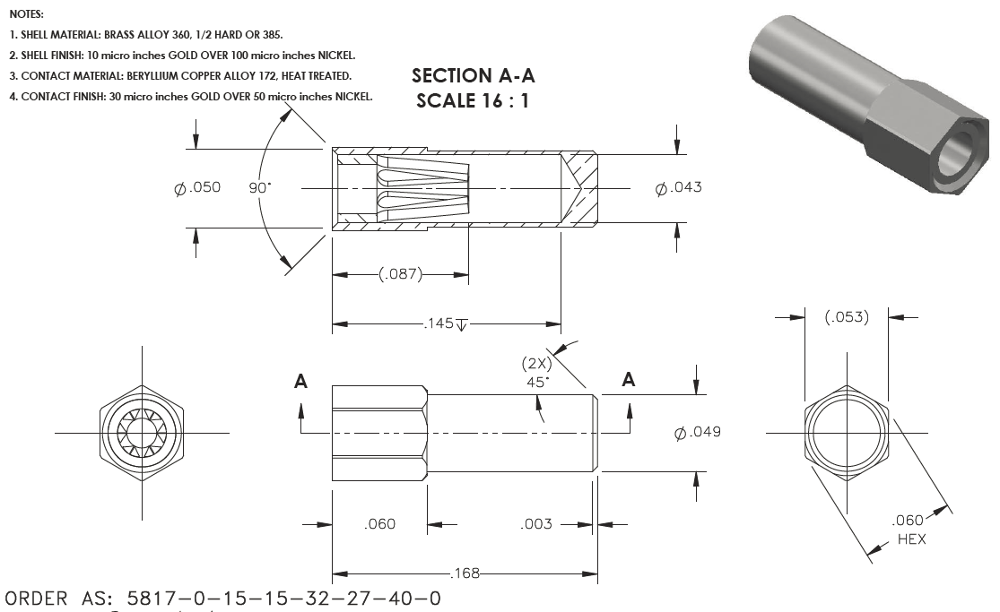 NOTES:
1. SHELL MATERIAL: BRASS ALLOY 360, 1/2 HARD OR 385.
2. SHELL FINISH: 10 micro inches GOLD OVER 100 micro inches NICKEL.
3. CONTACT MATERIAL: BERYLLIUM COPPER ALLOY 172, HEAT TREATED.
4. CONTACT FINISH: 30 micro inches GOLD OVER 50 micro inches NICKEL.
SECTION A-A
SCALE 16 : 1
⌀.050
90°
⌀.043
(.087)
.145↧
(.053)
(2X)
45°
A
A
⌀.049
.060
.003
.168
.060
HEX
ORDER AS: 5817-0-15-15-32-27-40-0